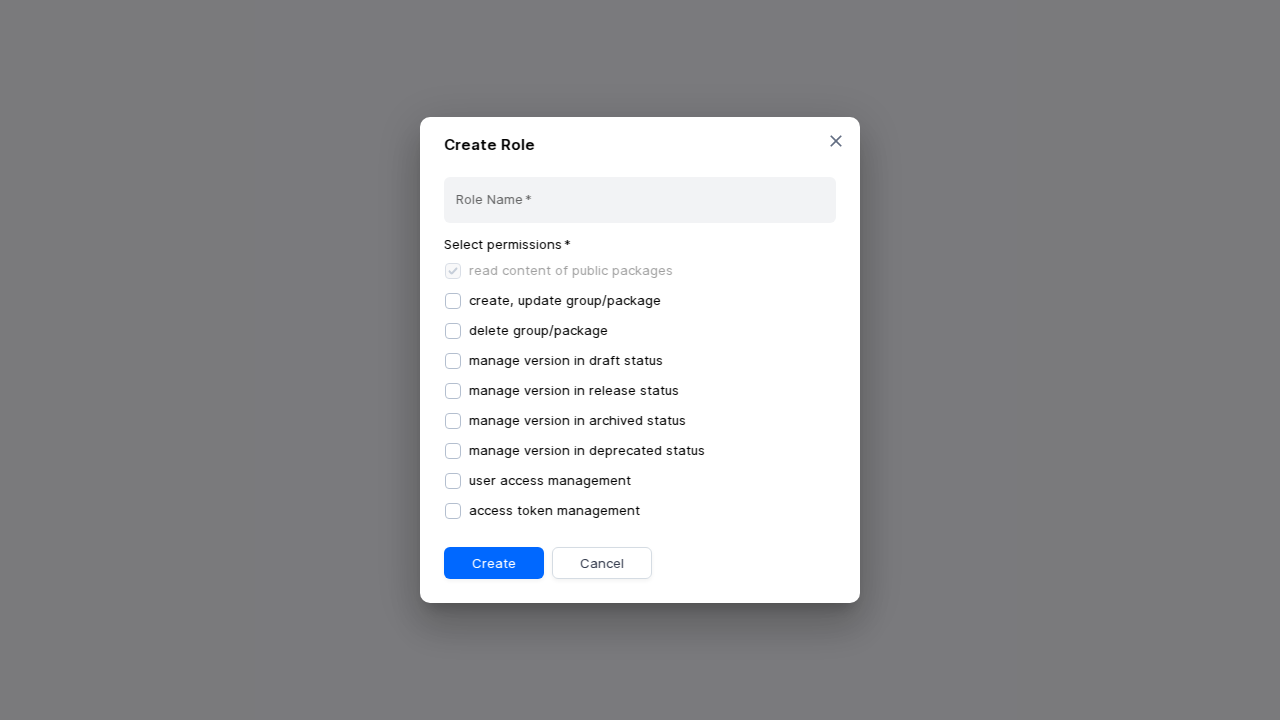 Create Role
Role Name *
Select permissions *
read content of public packages
create, update group/package
delete group/package
manage version in draft status
manage version in release status
manage version in archived status
manage version in deprecated status
user access management
access token management
Create
Cancel